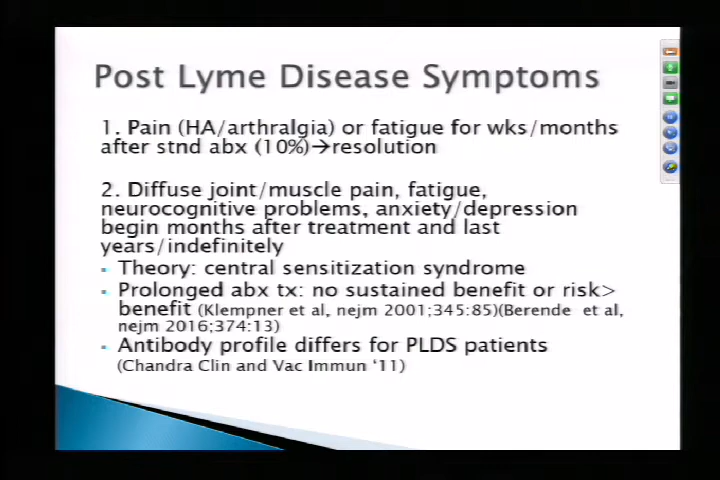 Post Lyme Disease Symptoms
1. Pain (HA/arthralgia) or fatigue for wks/months
after stnd abx (10%)→resolution
2. Diffuse joint/muscle pain, fatigue,
neurocognitive problems, anxiety/depression
begin months after treatment and last
years/indefinitely
Theory: central sensitization syndrome
Prolonged abx tx: no sustained benefit or risk>
benefit (Klempner et al, nejm 2001;345:85)(Berende et al,
nejm 2016;374:13)
Antibody profile differs for PLDS patients
(Chandra Clin and Vac Immun ‘11)